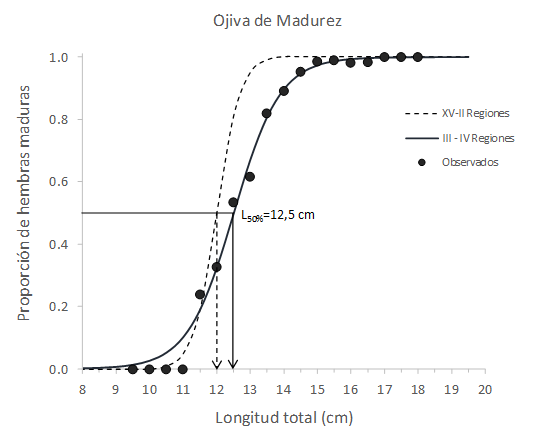 Ojiva de Madurez
Proporción de hembras maduras
1.0
0.8
0.6
0.4
0.2
0.0
XV-II Regiones
III - IV Regiones
Observados
L50%=12,5 cm
8 9 10 11 12 13 14 15 16 17 18 19 20
Longitud total (cm)